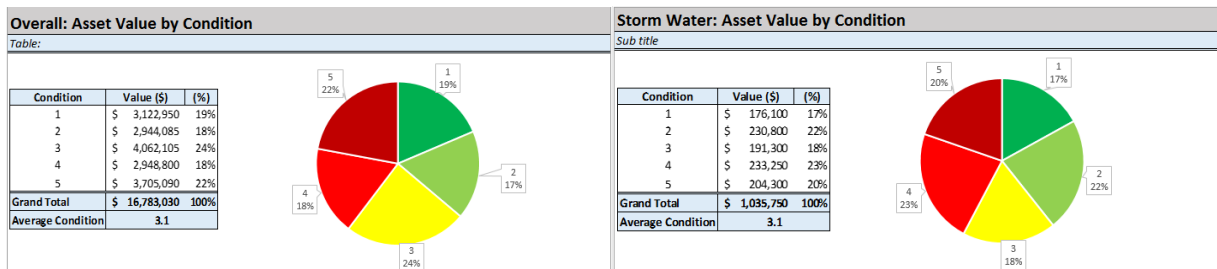 Overall: Asset Value by Condition
Table:
Condition Value ($) (%)
1 $ 3,122,950 19%
2 $ 2,944,085 18%
3 $ 4,062,105 24%
4 $ 2,948,800 18%
5 $ 3,705,090 22%
Grand Total $ 16,783,030 100%
Average Condition 3.1
5
22%
1
19%
2
17%
4
18%
3
24%
Storm Water: Asset Value by Condition
Sub title
Condition Value ($) (%)
1 $ 176,100 17%
2 $ 230,800 22%
3 $ 191,300 18%
4 $ 233,250 23%
5 $ 204,300 20%
Grand Total $ 1,035,750 100%
Average Condition 3.1
5
20%
1
17%
2
22%
4
23%
3
18%